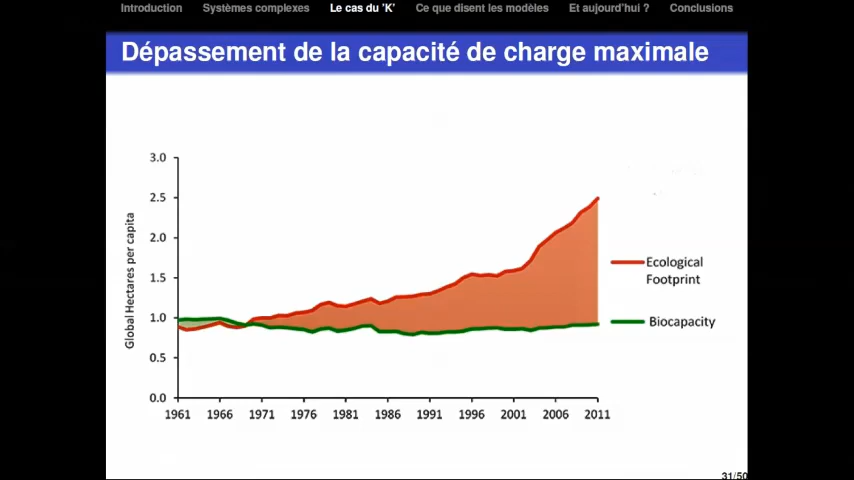 Introduction Systèmes complexes Le cas du 'K' Ce que disent les modèles Et aujourd'hui ? Conclusions
Dépassement de la capacité de charge maximale
Global Hectares per capita
3.0
2.5
2.0
1.5
1.0
0.5
0.0
1961 1966 1971 1976 1981 1986 1991 1996 2001 2006 2011
Ecological
Footprint
Biocapacity
31/50